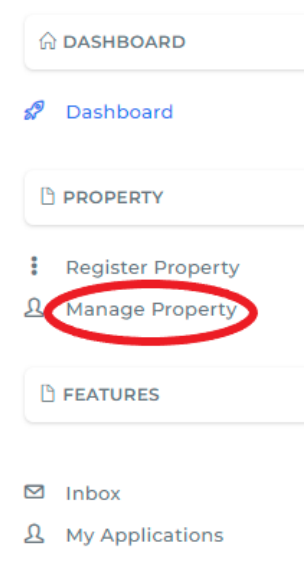 DASHBOARD
Dashboard
PROPERTY
Register Property
Manage Property
FEATURES
Inbox
My Applications